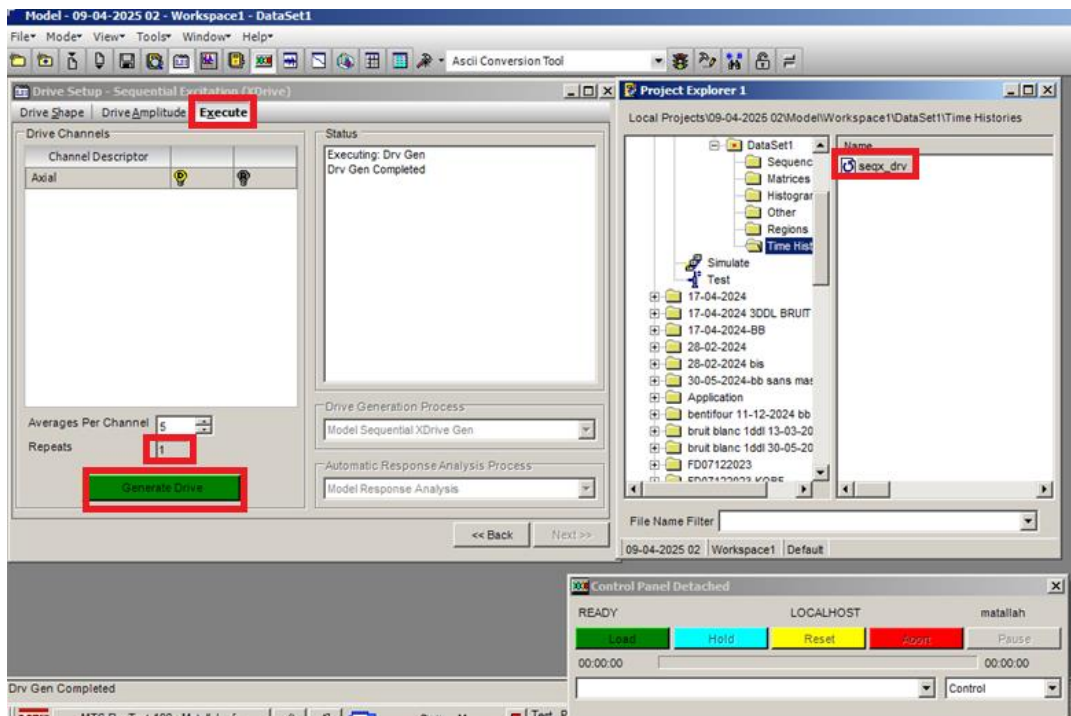 Model - 09-04-2025 02 - Workspace1 - DataSet1
File Mode View Tools Window Help
Ascii Conversion Tool
Drive Setup - Sequential Excitation (XDrive)
Drive Shape Drive Amplitude Execute
Drive Channels
Channel Descriptor
Axial
Averages Per Channel 5
Repeats 1
Generate Drive
Status
Executing: Drv Gen
Drv Gen Completed
Drive Generation Process
Model Sequential XDrive Gen
Automatic Response Analysis Process
Model Response Analysis
<< Back Next >>
Project Explorer 1
Local Projects\09-04-2025 02\Model\Workspace1\DataSet1\Time Histories
DataSet1
Sequenc
Matrices
Histogran
Other
Regions
Time Hist
Simulate
Test
17-04-2024
17-04-2024 3DDL BRUIT
17-04-2024-BB
28-02-2024
28-02-2024 bis
30-05-2024-bb sans mas
Application
bentifour 11-12-2024 bb
bruit blanc 1ddl 13-03-20
bruit blanc 1ddl 30-05-20
FD07122023
Name
seqx_drv
File Name Filter
09-04-2025 02 Workspace1 Default
Control Panel Detached
READY LOCALHOST matallah
Load Hold Reset Abort Pause
00:00:00 00:00:00
Control
Drv Gen Completed